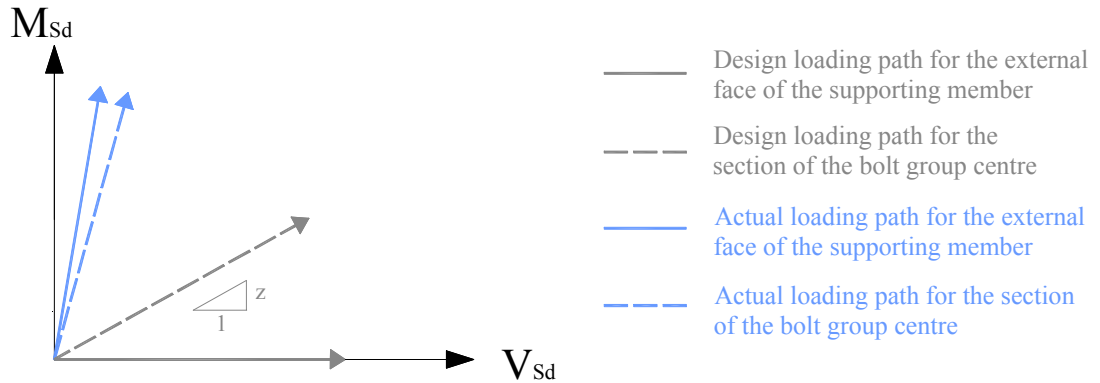 MSd
Design loading path for the external
face of the supporting member
Design loading path for the
section of the bolt group centre
Actual loading path for the external
face of the supporting member
Actual loading path for the section
of the bolt group centre
z
l
VSd